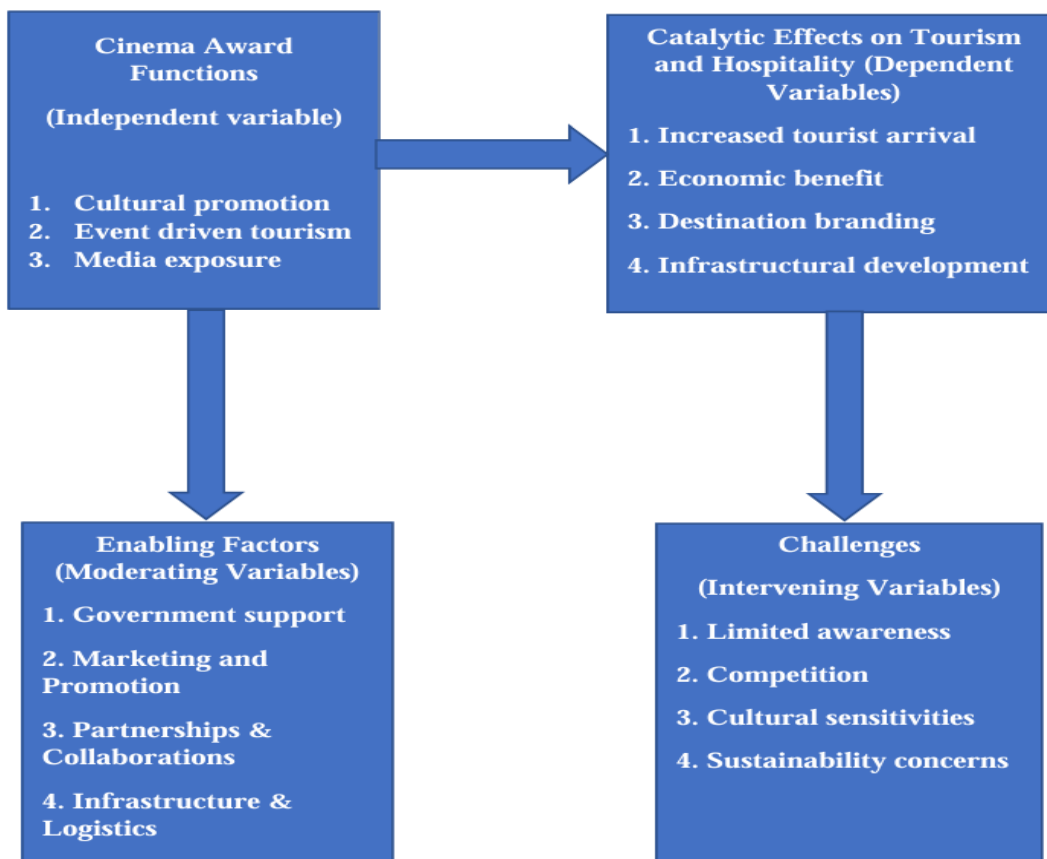 Cinema Award
Functions
(Independent variable)
1. Cultural promotion
2. Event driven tourism
3. Media exposure
Catalytic Effects on Tourism
and Hospitality (Dependent
Variables)
1. Increased tourist arrival
2. Economic benefit
3. Destination branding
4. Infrastructural development
Enabling Factors
(Moderating Variables)
1. Government support
2. Marketing and
Promotion
3. Partnerships &
Collaborations
4. Infrastructure &
Logistics
Challenges
(Intervening Variables)
1. Limited awareness
2. Competition
3. Cultural sensitivities
4. Sustainability concerns